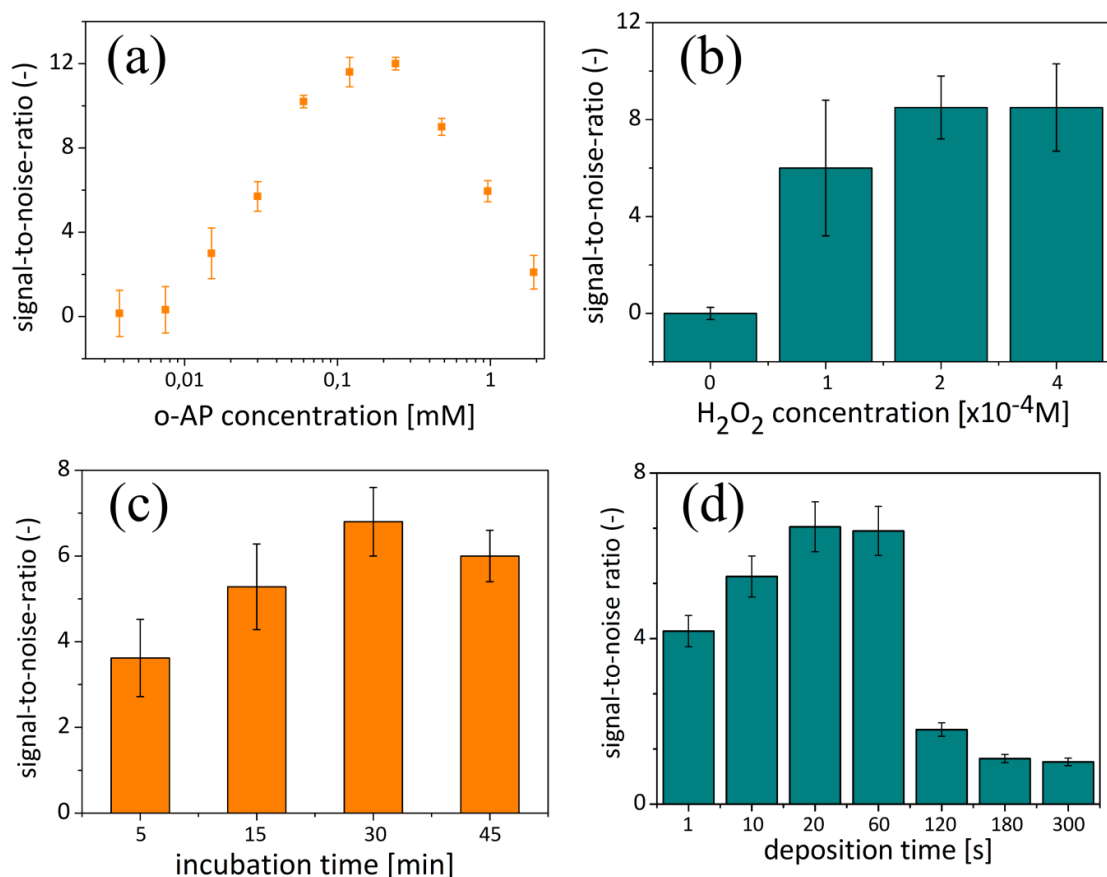 (a)
signal-to-noise-ratio (-)
12
8
4
0
0,01
0,1
1
o-AP concentration [mM]
(b)
signal-to-noise-ratio (-)
12
8
4
0
0
1
2
4
H₂O₂ concentration [x10⁻⁴M]
(c)
signal-to-noise-ratio (-)
8
6
4
2
0
5
15
30
45
incubation time [min]
(d)
signal-to-noise ratio (-)
8
4
0
1
10
20
60
120
180
300
deposition time [s]